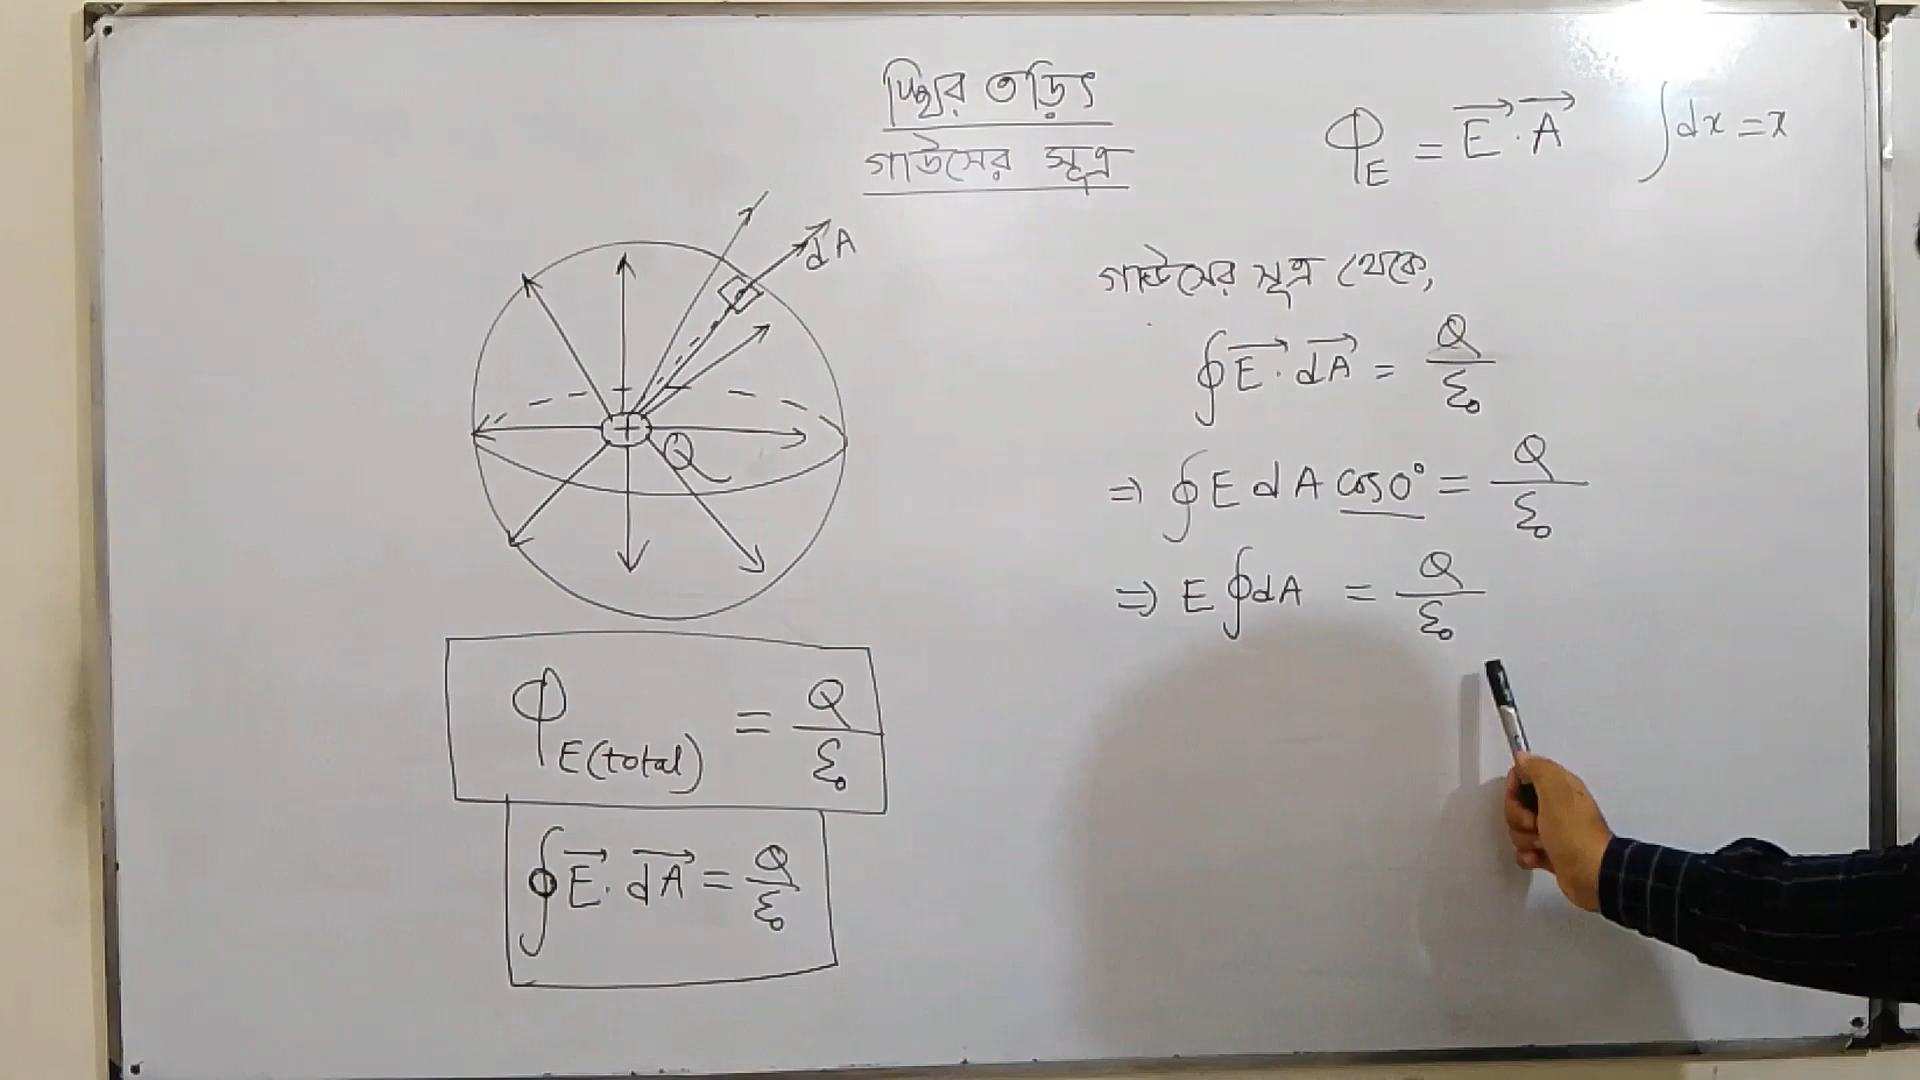 স্থির তড়িৎ
গাউসের সূত্র
Φ_E = E⃗ . A⃗
∫dx = x
dA⃗
+
Q
Φ_E(total) = Q/ε₀
∮E⃗ . dA⃗ = Q/ε₀
গাউসের সূত্র থেকে,
∮E⃗ . dA⃗ = Q/ε₀
⇒ ∮E dA cos0° = Q/ε₀
⇒ E∮dA = Q/ε₀